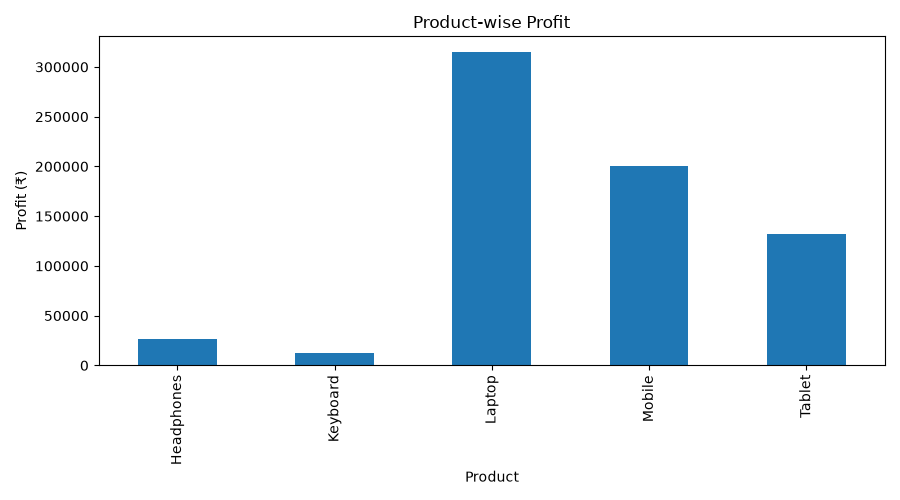 Product-wise Profit
Profit (₹)
300000
250000
200000
150000
100000
50000
0
Headphones
Keyboard
Laptop
Mobile
Tablet
Product